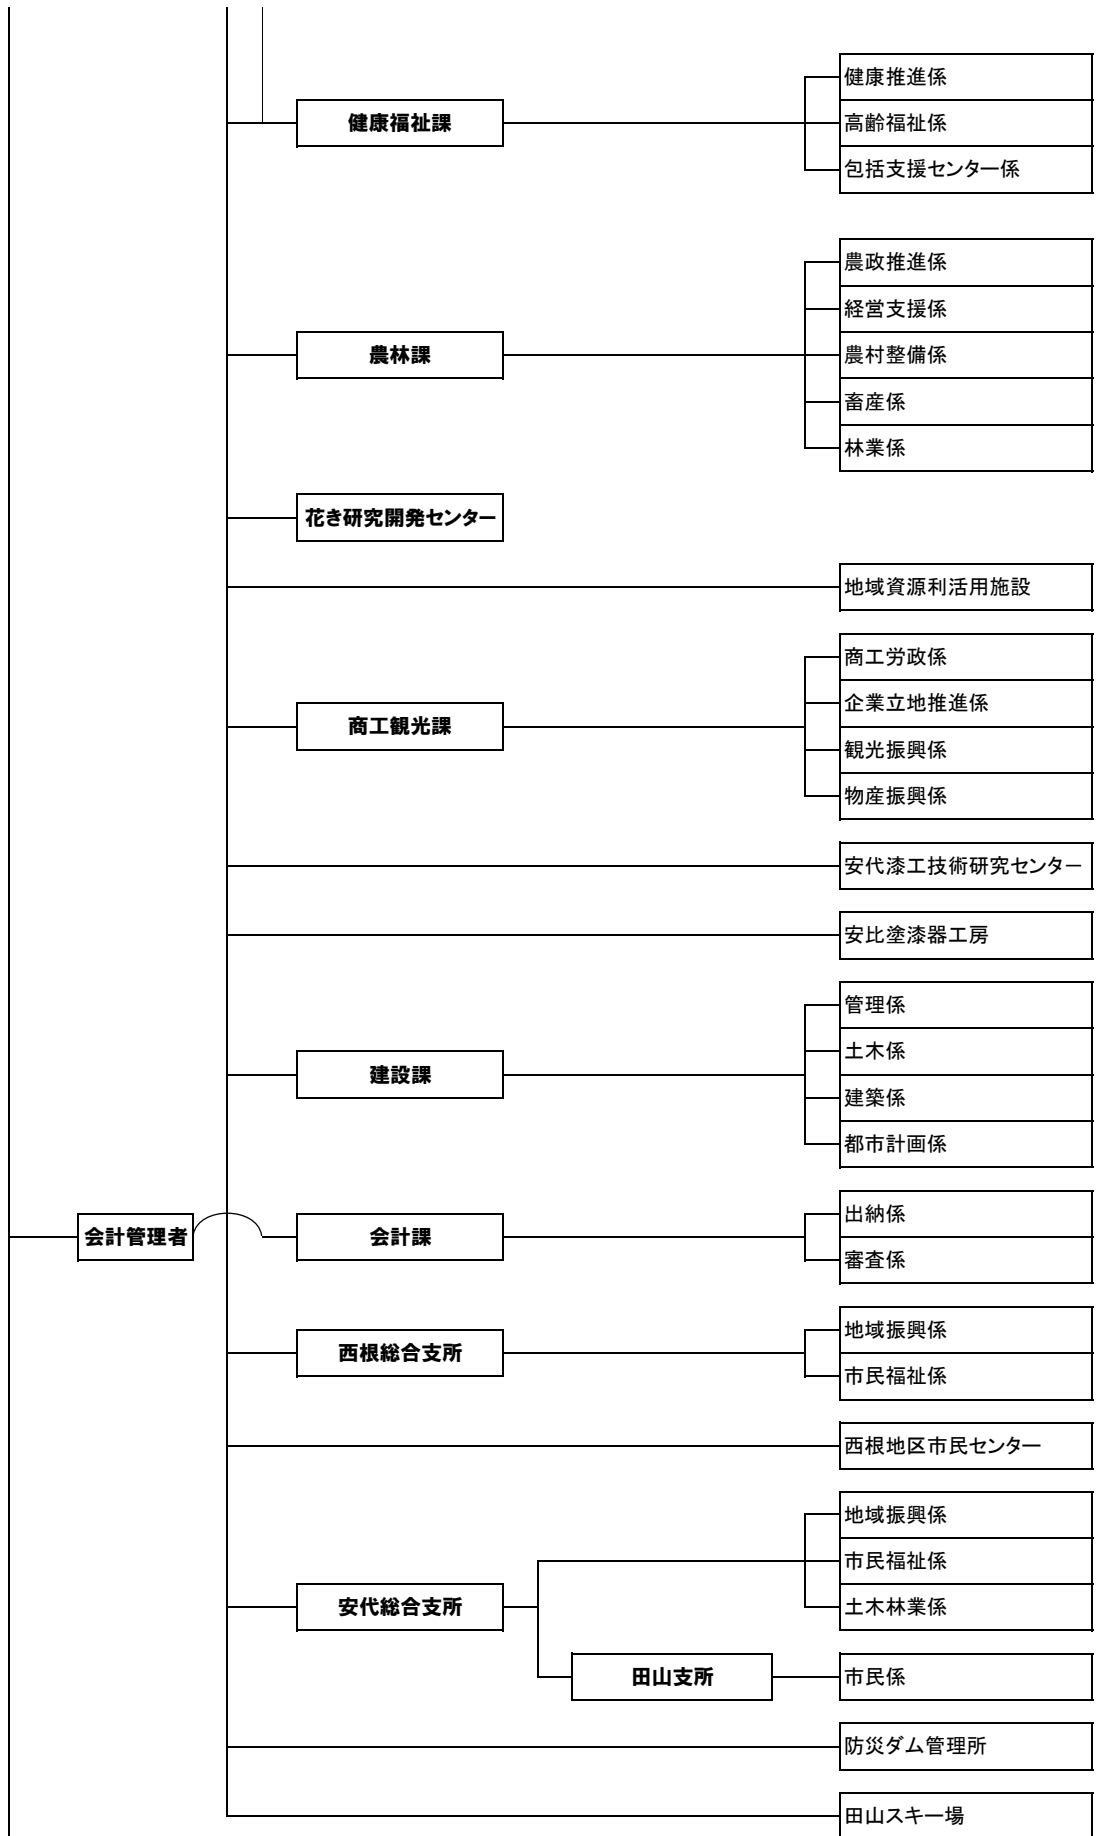 健康推進係
健康福祉課
高齢福祉係
包括支援センター係
農政推進係
経営支援係
農林課
農村整備係
畜産係
林業係
花き研究開発センター
地域資源利活用施設
商工労政係
企業立地推進係
商工観光課
観光振興係
物産振興係
安代漆工技術研究センター
安比塗漆器工房
管理係
土木係
建設課
建築係
都市計画係
出納係
会計管理者
会計課
審査係
地域振興係
西根総合支所
市民福祉係
西根地区市民センター
地域振興係
市民福祉係
安代総合支所
土木林業係
田山支所
市民係
防災ダム管理所
田山スキー場